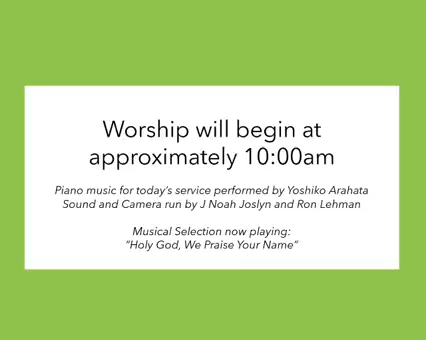 Worship will begin at
approximately 10:00am
Piano music for today's service performed by Yoshiko Arahata
Sound and Camera run by J Noah Joslyn and Ron Lehman
Musical Selection now playing:
"Holy God, We Praise Your Name"